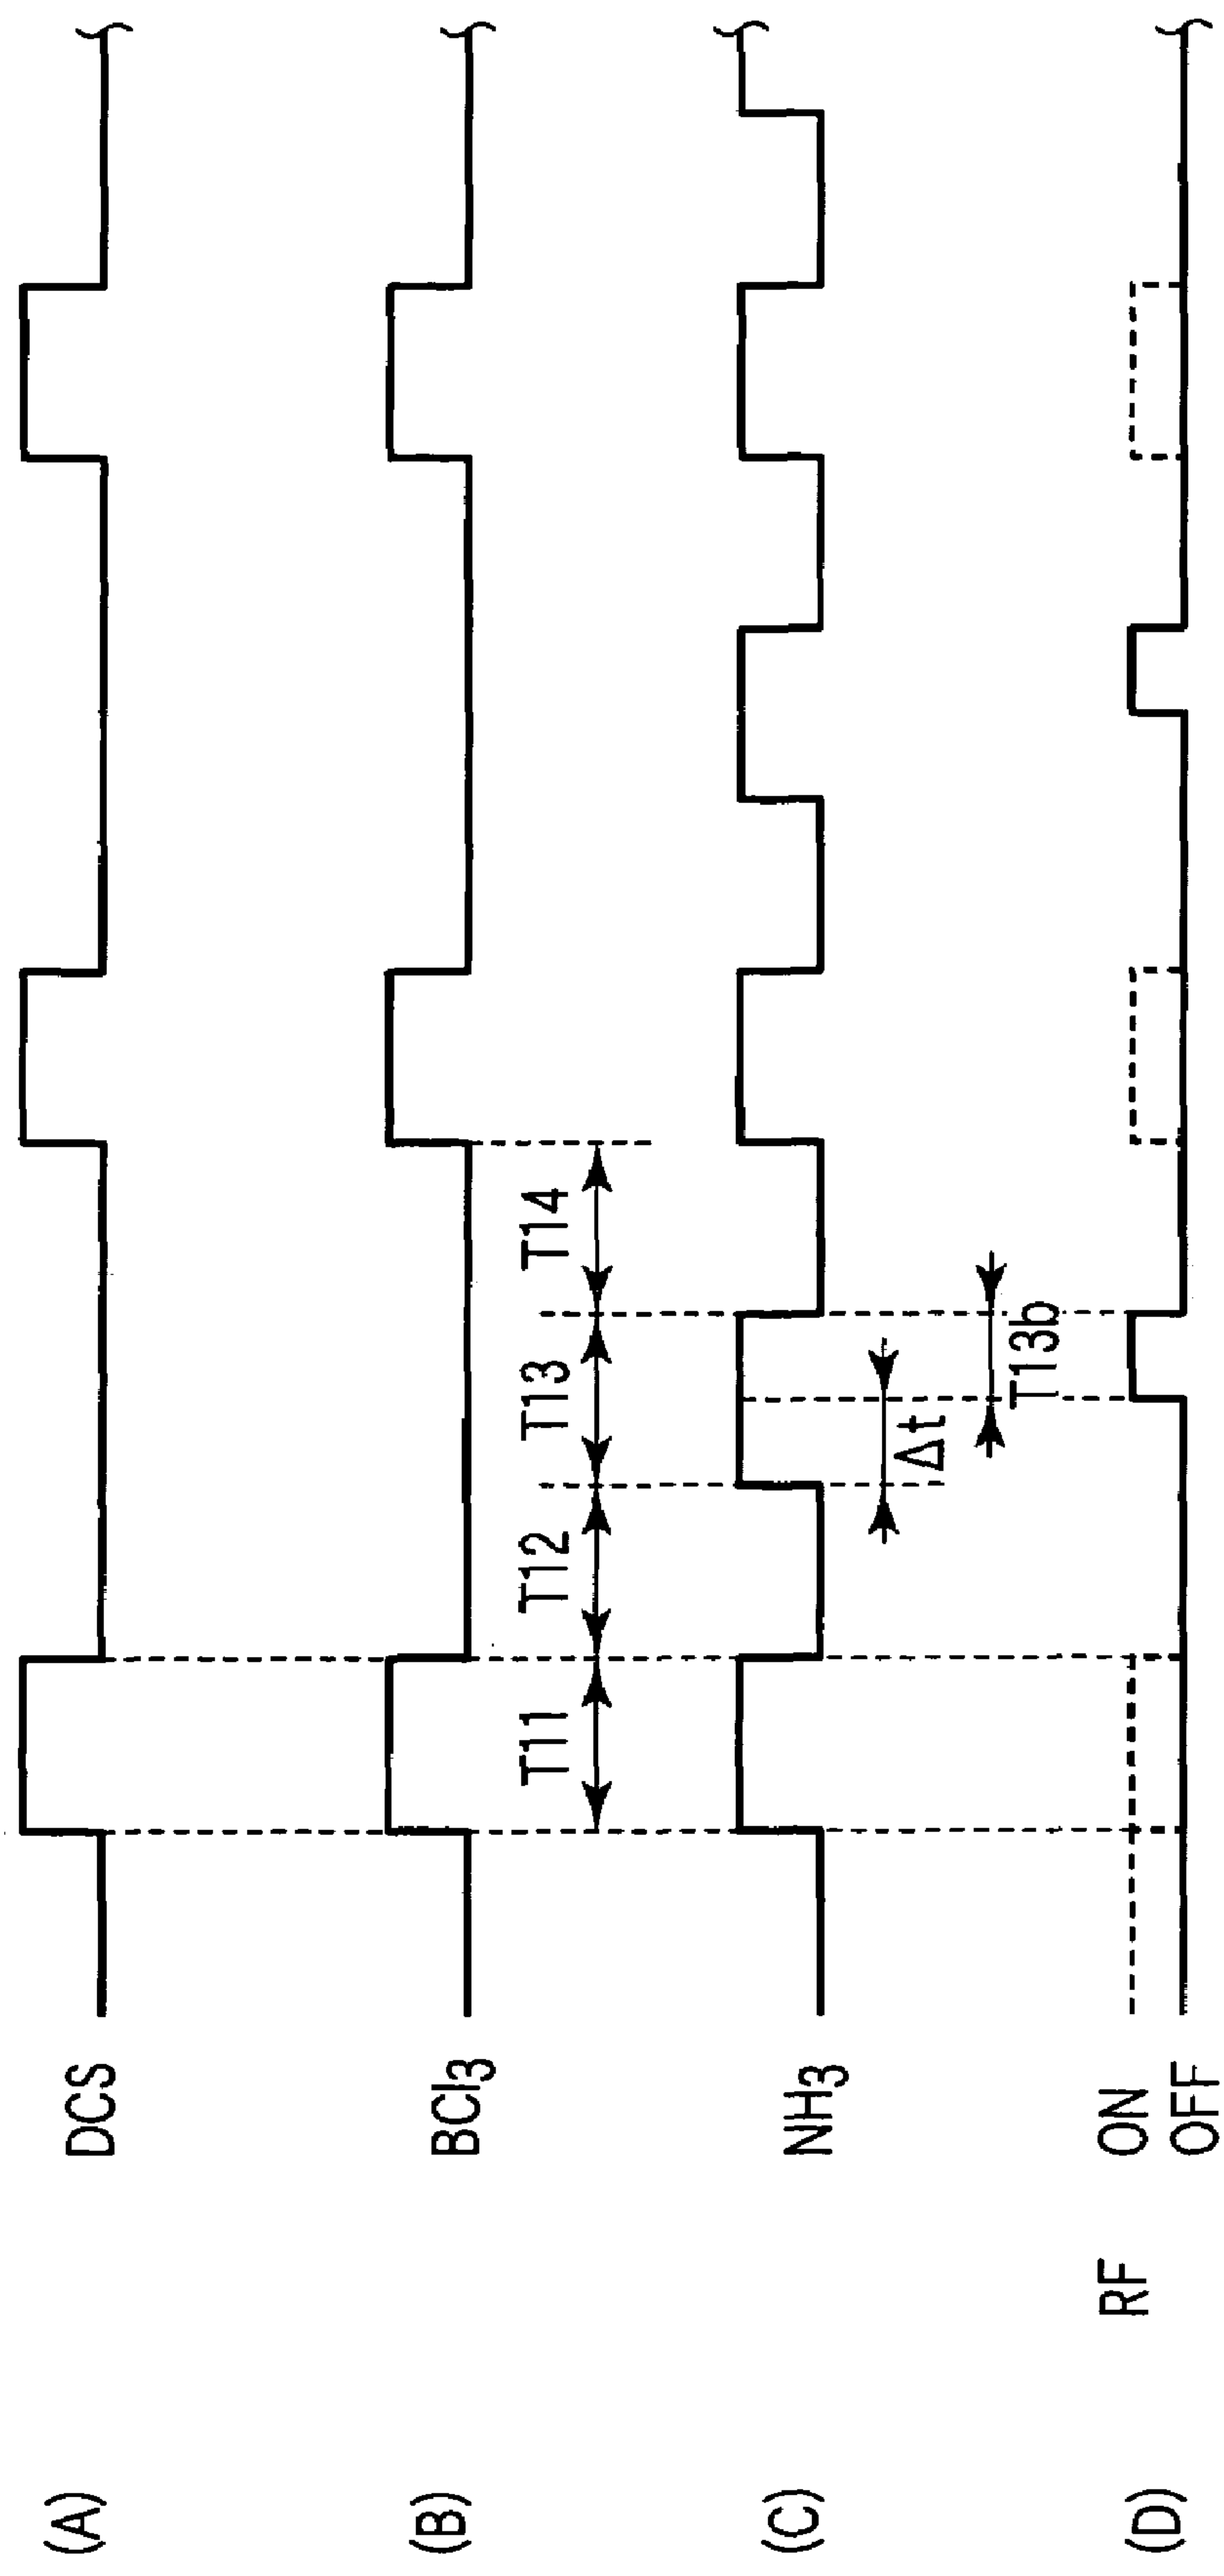 (A) DCS
(B) BCl3
T11 T12 T13 T14
(C) NH3
Δt
T13b
(D) RF ON
OFF